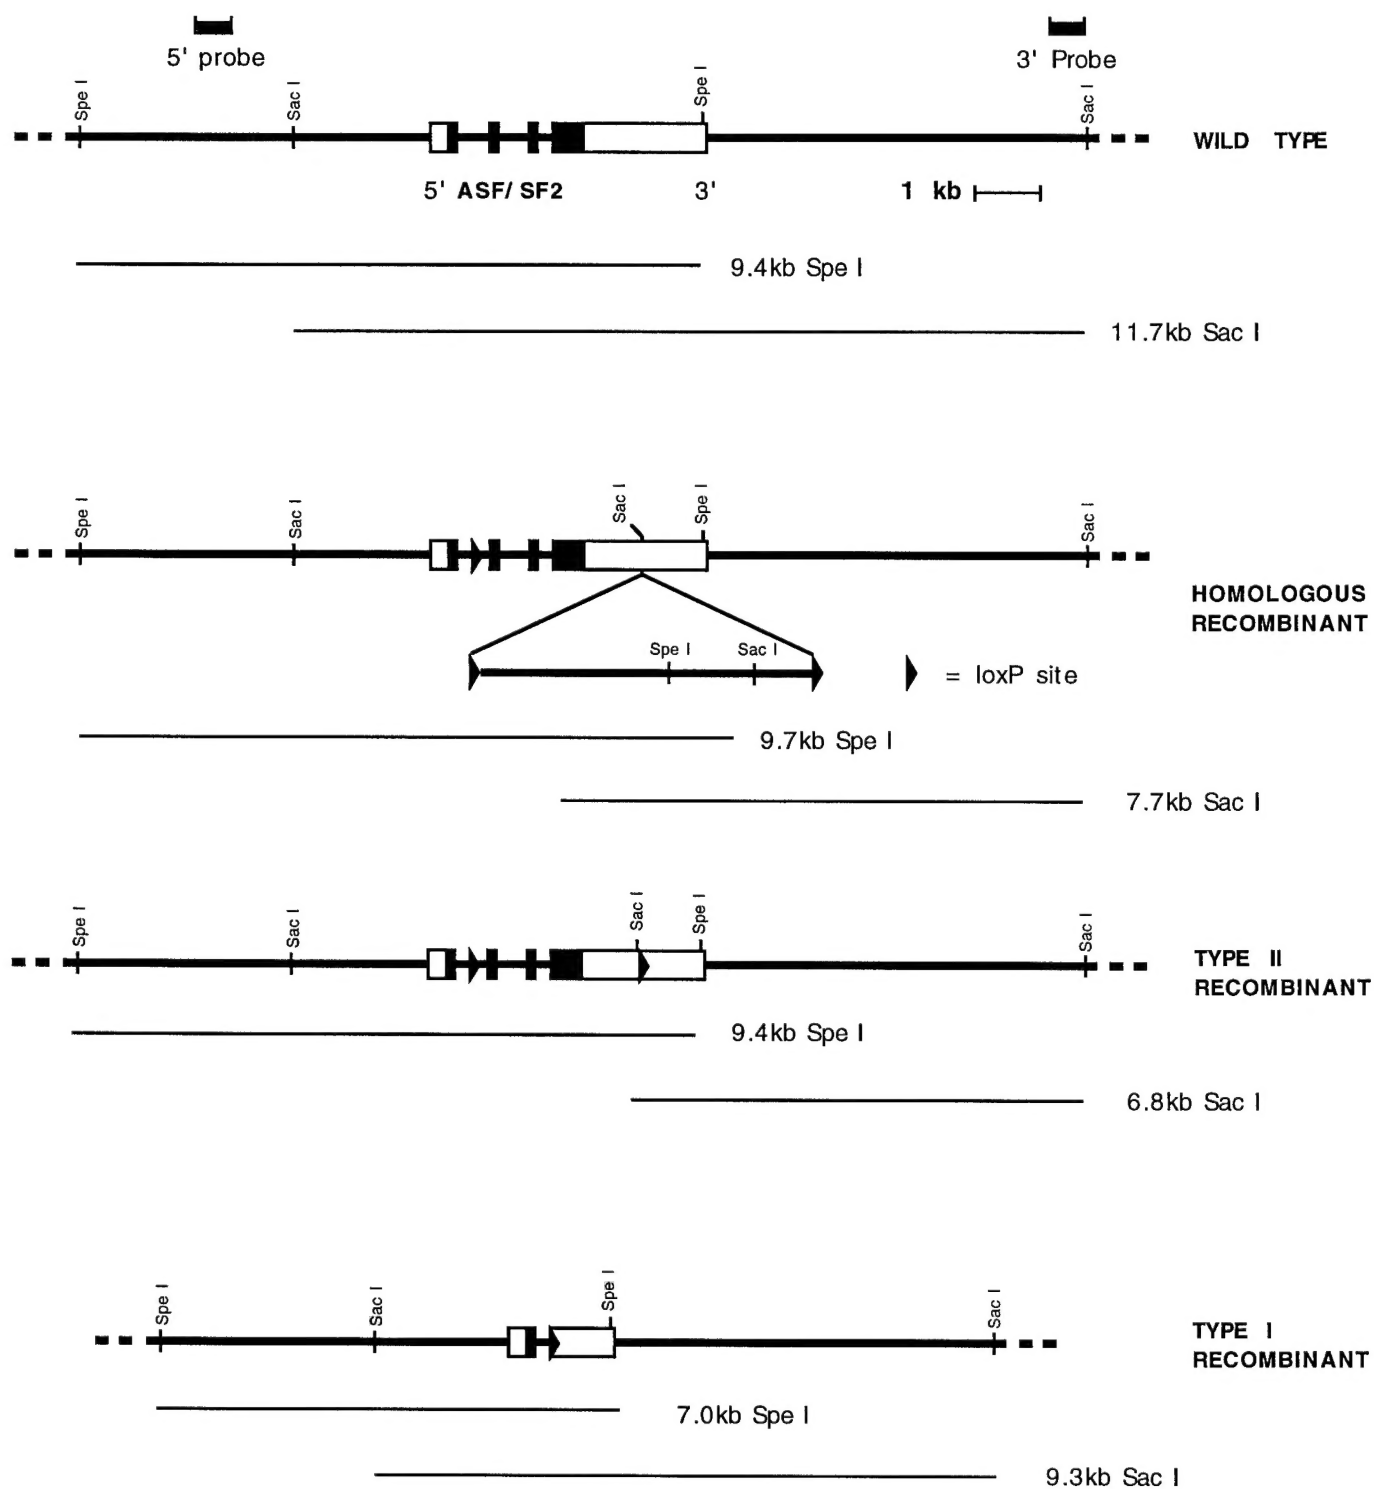 5' probe
3' Probe
Spe I
Sac I
Spe I
Sac I
WILD TYPE
5' ASF/ SF2
3'
1 kb
9.4kb Spe I
11.7kb Sac I
Spe I
Sac I
Sac I
Spe I
Sac I
HOMOLOGOUS
RECOMBINANT
Spe I
Sac I
= loxP site
9.7kb Spe I
7.7kb Sac I
Spe I
Sac I
Sac I
Spe I
Sac I
TYPE II
RECOMBINANT
9.4kb Spe I
6.8kb Sac I
Spe I
Sac I
Spe I
Sac I
TYPE I
RECOMBINANT
7.0kb Spe I
9.3kb Sac I